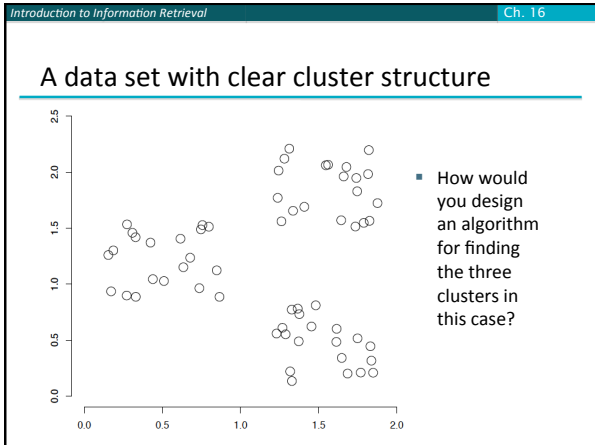 Introduction to Information Retrieval
Ch. 16
A data set with clear cluster structure
2.5
2.0
1.5
1.0
0.5
0.0
0.0 0.5 1.0 1.5 2.0
▪ How would
you design
an algorithm
for finding
the three
clusters in
this case?